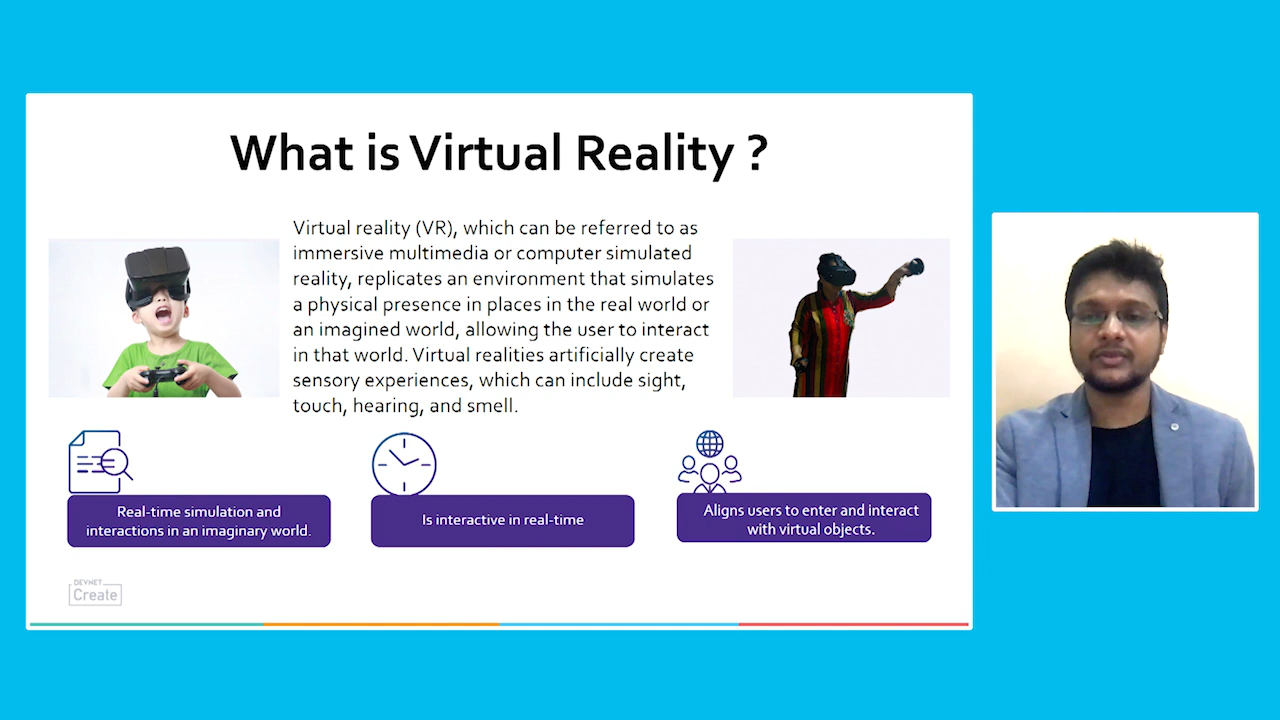 What is Virtual Reality ?
Virtual reality (VR), which can be referred to as
immersive multimedia or computer simulated
reality, replicates an environment that simulates
a physical presence in places in the real world or
an imagined world, allowing the user to interact
in that world. Virtual realities artificially create
sensory experiences, which can include sight,
touch, hearing, and smell.
Real-time simulation and
interactions in an imaginary world.
Is interactive in real-time
Aligns users to enter and interact
with virtual objects.
DEVNET
Create